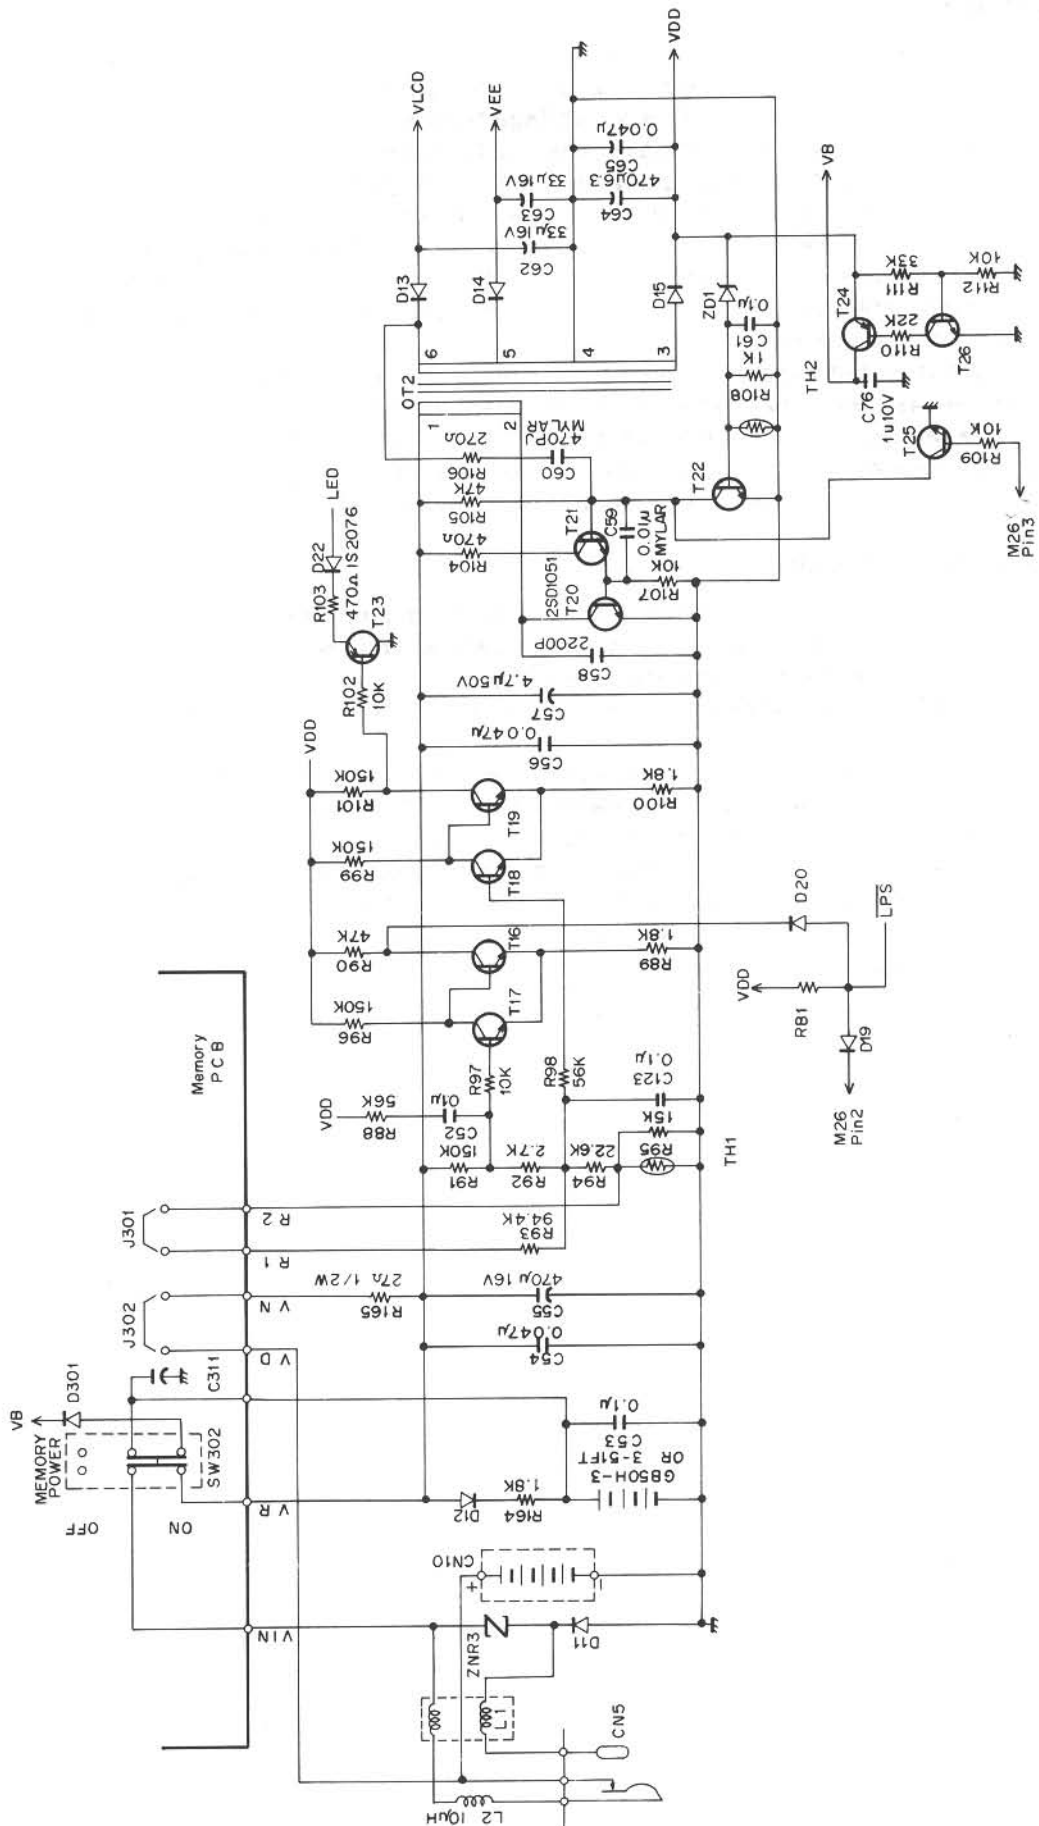 VLCD
VEE
VDD
VB
D13
D14
D15
33µ16V
C62
33µ16V
C63
470µ6.3
C64
0.047µ
C65
6
5
4
3
OT2
1
2
ZD1
0.1µ
C61
1K
R108
TH2
T24
33K
R111
10K
R112
22K
R110
T26
C76
1u10V
T25
10K
R109
M26
Pin3
T22
LED
D22
R103
470Ω 1S2076
T23
R102
10K
270Ω
R106
470PJ
MYLAR
C60
47K
R105
470Ω
R104
T21
C59
0.01µ
MYLAR
2SD1051
T20
10K
R107
2200P
C58
4.7µ50V
C57
0.047µ
C56
VDD
150K
R101
150K
R99
T19
T18
1.8K
R100
47K
R90
150K
R96
T16
T17
1.8K
R89
D20
LPS
VDD
R81
D19
M26
Pin2
Memory
PCB
VDD
56K
R88
0.1µ
C52
R97
10K
R98
56K
0.1µ
C123
150K
R91
2.7K
R92
22.6K
R94
15K
R95
TH1
J301
R2
R1
94.4K
R93
J302
VN
VD
27Ω 1/2W
R165
470µ16V
C55
0.047µ
C54
C311
D301
VB
MEMORY
POWER
SW302
OFF
ON
VR
D12
1.8K
R164
0.1µ
C53
G850H-3
OR 3-51FT
CN10
+
−
VIN
ZNR3
D11
L1
CN5
L2
10µH